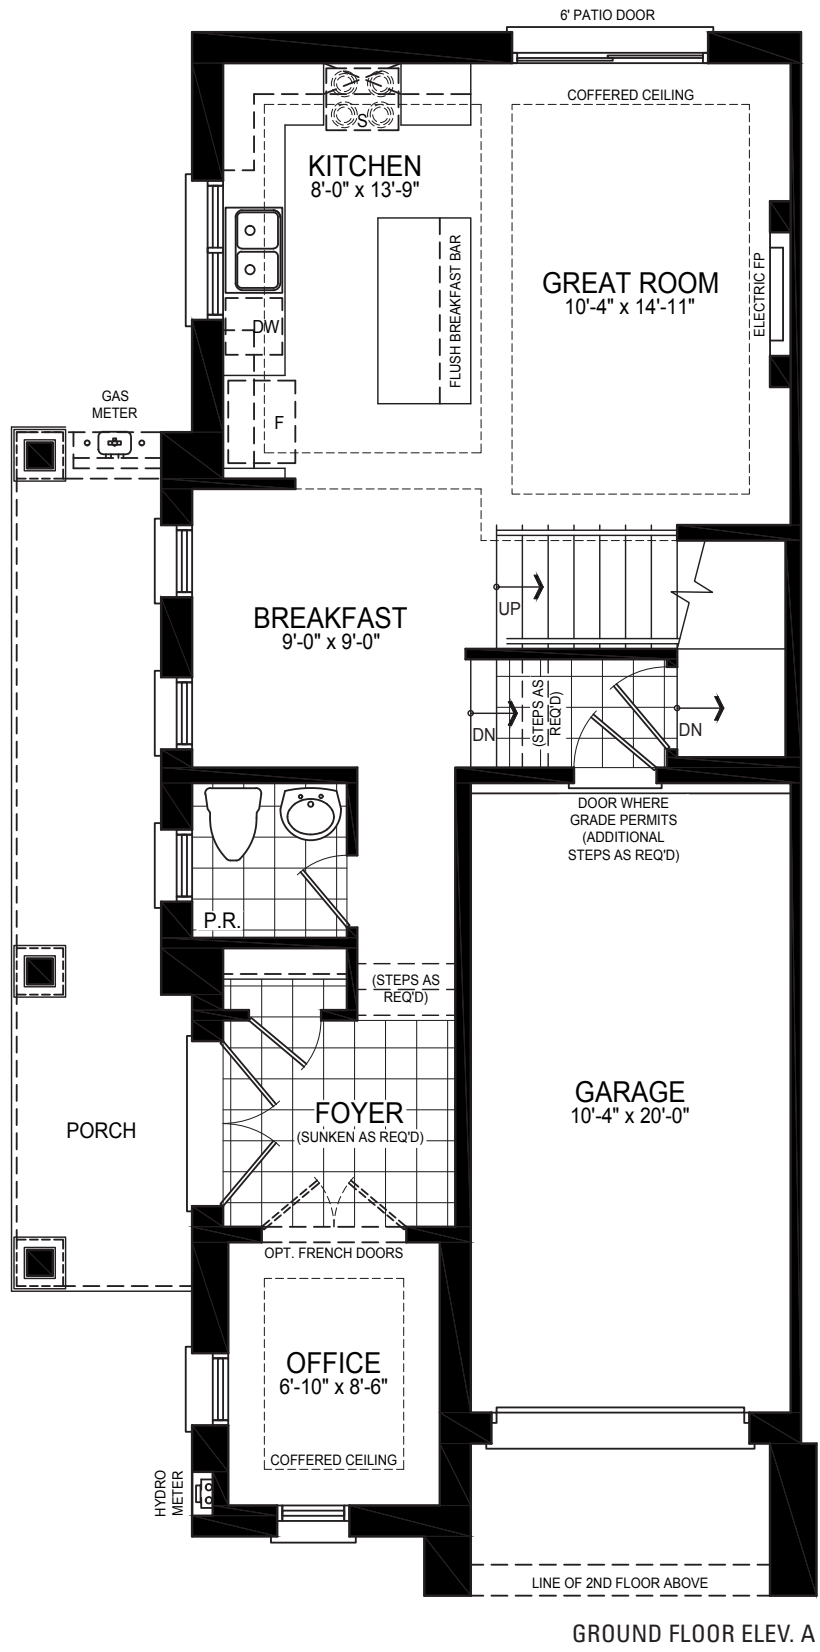 6' PATIO DOOR
COFFERED CEILING
S
KITCHEN
8'-0" x 13'-9"
FLUSH BREAKFAST BAR
GREAT ROOM
10'-4" x 14'-11"
ELECTRIC FP
DW
F
GAS
METER
UP
BREAKFAST
9'-0" x 9'-0"
DN
(STEPS AS
REQ'D)
DN
DOOR WHERE
GRADE PERMITS
(ADDITIONAL
STEPS AS REQ'D)
P.R.
(STEPS AS
REQ'D)
FOYER
(SUNKEN AS REQ'D)
PORCH
GARAGE
10'-4" x 20'-0"
OPT. FRENCH DOORS
OFFICE
6'-10" x 8'-6"
COFFERED CEILING
HYDRO
METER
LINE OF 2ND FLOOR ABOVE
GROUND FLOOR ELEV. A